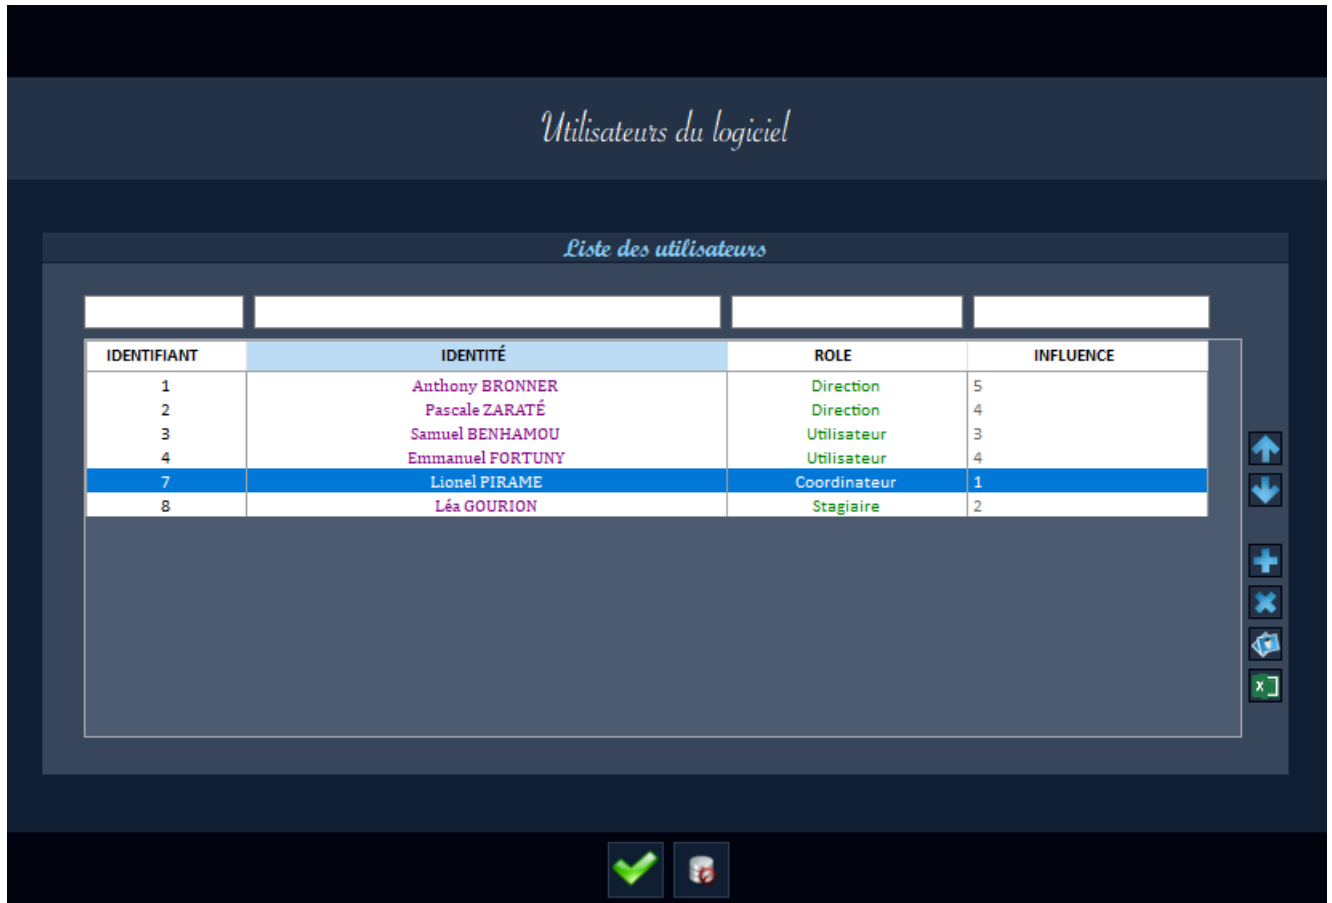 Utilisateurs du logiciel
Liste des utilisateurs
IDENTIFIANT IDENTITÉ ROLE INFLUENCE
1 Anthony BRONNER Direction 5
2 Pascale ZARATÉ Direction 4
3 Samuel BENHAMOU Utilisateur 3
4 Emmanuel FORTUNY Utilisateur 4
7 Lionel PIRAME Coordinateur 1
8 Léa GOURION Stagiaire 2